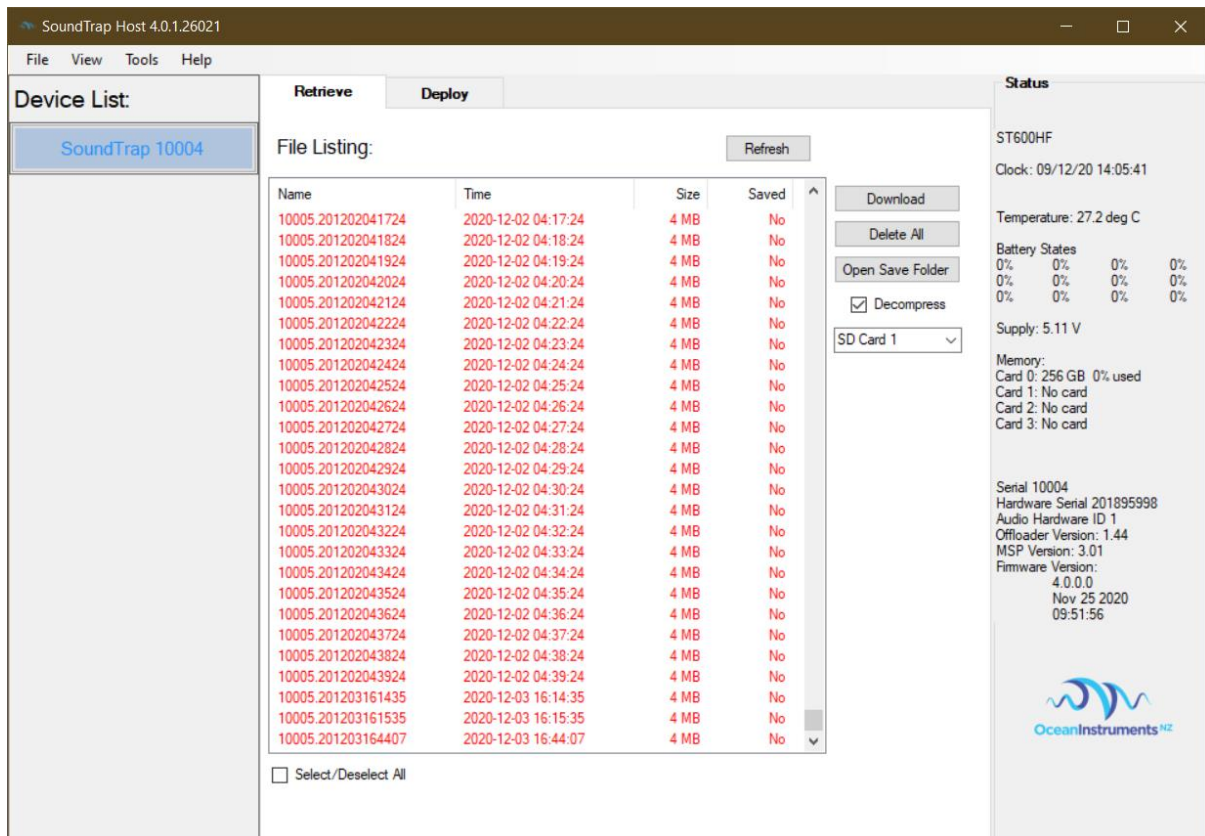 SoundTrap Host 4.0.1.26021
File View Tools Help
Device List:
SoundTrap 10004
Retrieve Deploy
File Listing:
Refresh
Name Time Size Saved
10005.201202041724 2020-12-02 04:17:24 4 MB No
10005.201202041824 2020-12-02 04:18:24 4 MB No
10005.201202041924 2020-12-02 04:19:24 4 MB No
10005.201202042024 2020-12-02 04:20:24 4 MB No
10005.201202042124 2020-12-02 04:21:24 4 MB No
10005.201202042224 2020-12-02 04:22:24 4 MB No
10005.201202042324 2020-12-02 04:23:24 4 MB No
10005.201202042424 2020-12-02 04:24:24 4 MB No
10005.201202042524 2020-12-02 04:25:24 4 MB No
10005.201202042624 2020-12-02 04:26:24 4 MB No
10005.201202042724 2020-12-02 04:27:24 4 MB No
10005.201202042824 2020-12-02 04:28:24 4 MB No
10005.201202042924 2020-12-02 04:29:24 4 MB No
10005.201202043024 2020-12-02 04:30:24 4 MB No
10005.201202043124 2020-12-02 04:31:24 4 MB No
10005.201202043224 2020-12-02 04:32:24 4 MB No
10005.201202043324 2020-12-02 04:33:24 4 MB No
10005.201202043424 2020-12-02 04:34:24 4 MB No
10005.201202043524 2020-12-02 04:35:24 4 MB No
10005.201202043624 2020-12-02 04:36:24 4 MB No
10005.201202043724 2020-12-02 04:37:24 4 MB No
10005.201202043824 2020-12-02 04:38:24 4 MB No
10005.201202043924 2020-12-02 04:39:24 4 MB No
10005.201203161435 2020-12-03 16:14:35 4 MB No
10005.201203161535 2020-12-03 16:15:35 4 MB No
10005.201203164407 2020-12-03 16:44:07 4 MB No
Select/Deselect All
Download
Delete All
Open Save Folder
Decompress
SD Card 1
Status
ST600HF
Clock: 09/12/20 14:05:41
Temperature: 27.2 deg C
Battery States
0% 0% 0% 0%
0% 0% 0% 0%
0% 0% 0% 0%
Supply: 5.11 V
Memory:
Card 0: 256 GB 0% used
Card 1: No card
Card 2: No card
Card 3: No card
Serial 10004
Hardware Serial 201895998
Audio Hardware ID 1
Offloader Version: 1.44
MSP Version: 3.01
Firmware Version:
4.0.0.0
Nov 25 2020
09:51:56
OceanInstruments NZ